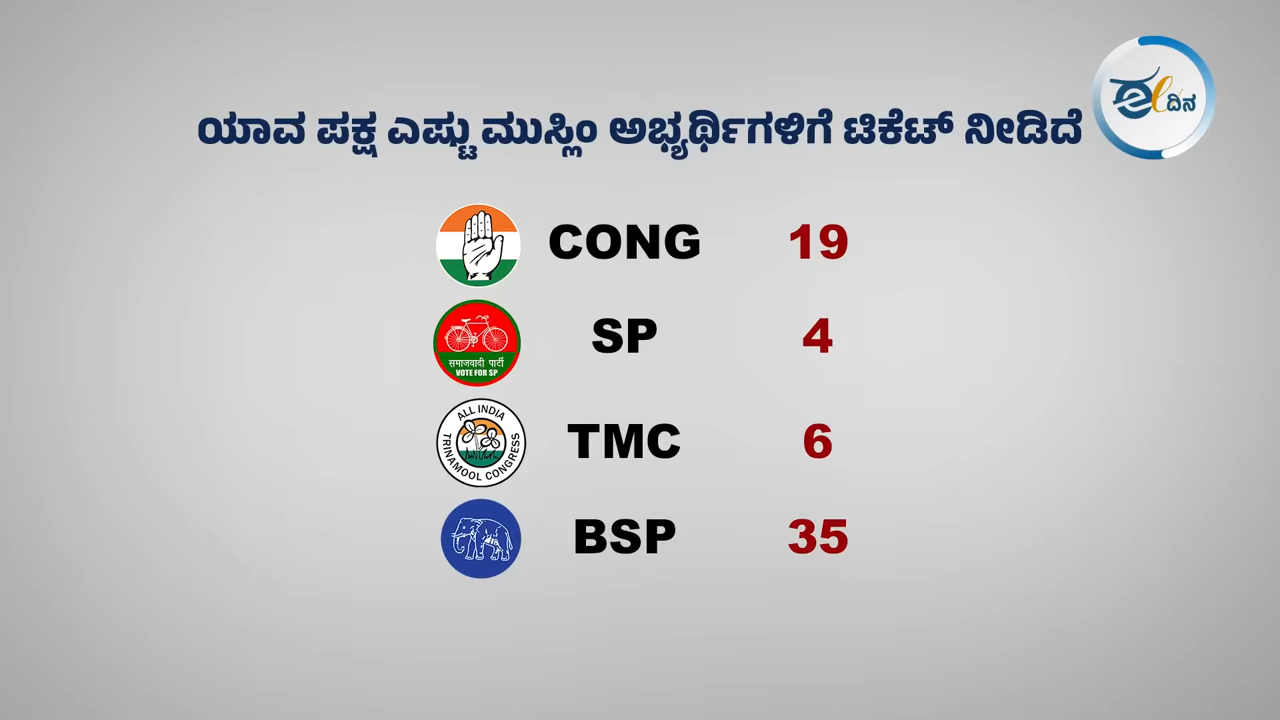 ಯಾವ ಪಕ್ಷ ಎಷ್ಟು ಮುಸ್ಲಿಂ ಅಭ್ಯರ್ಥಿಗಳಿಗೆ ಟಿಕೆಟ್ ನೀಡಿದೆ
ಈ ದಿನ
CONG 19
SP 4
समाजवादी पार्टी
VOTE FOR SP
ALL INDIA TRINAMOOL CONGRESS
TMC 6
BSP 35